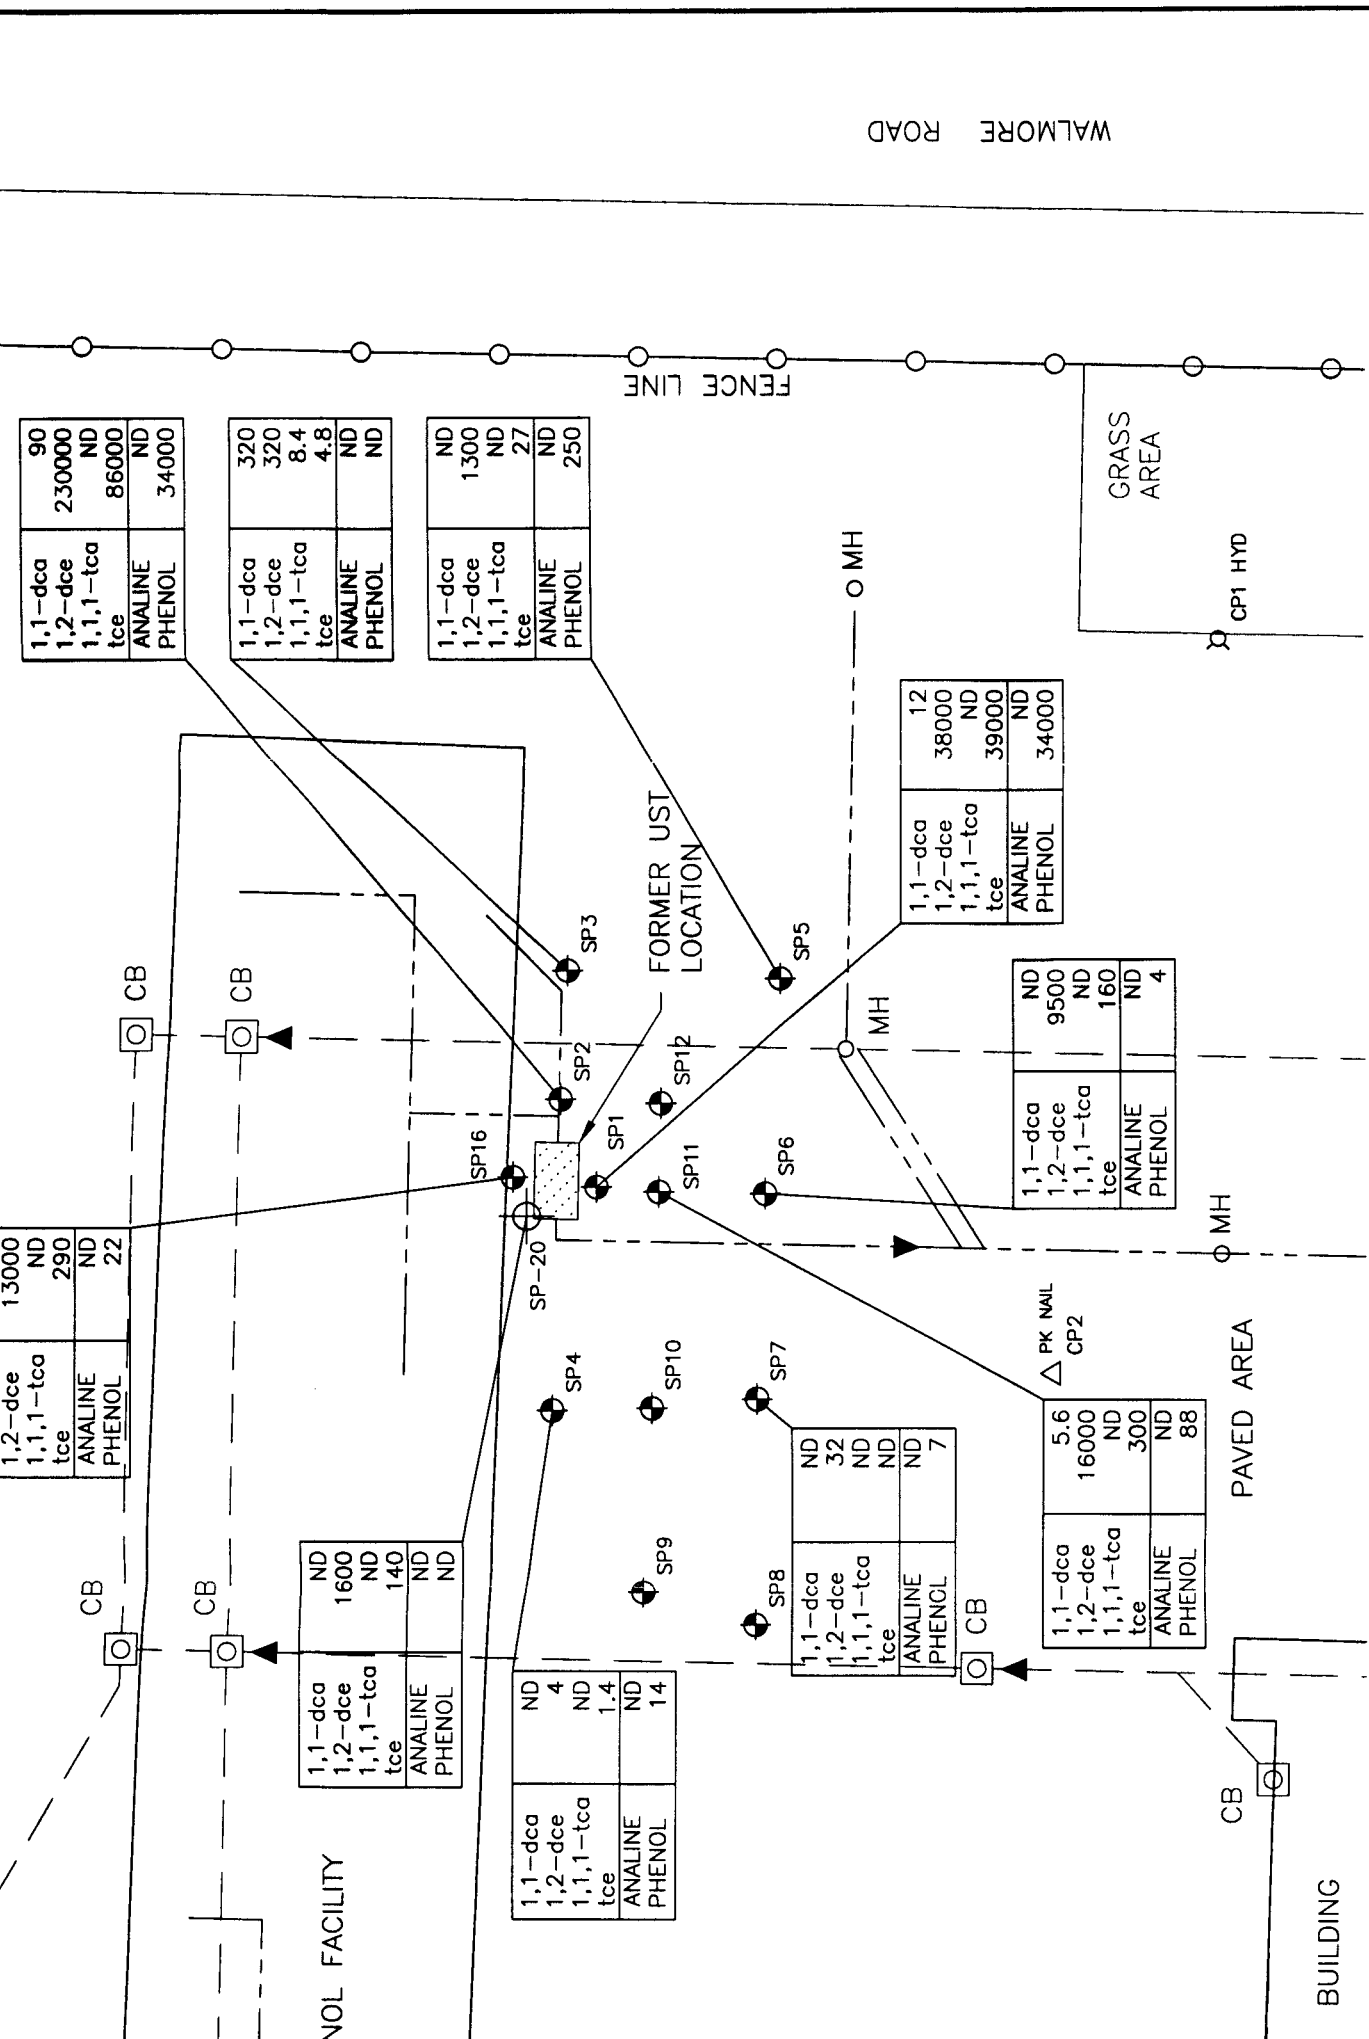 WALMORE ROAD
FENCE LINE
GRASS
AREA
CP1 HYD
MH
1,1-dca 90
1,2-dce 230000
1,1,1-tca ND
tce 86000
ANALINE ND
PHENOL 34000
1,1-dca 320
1,2-dce 320
1,1,1-tca 8.4
tce 4.8
ANALINE ND
PHENOL ND
1,1-dca ND
1,2-dce 1300
1,1,1-tca ND
tce 27
ANALINE ND
PHENOL 250
1,1-dca 12
1,2-dce 38000
1,1,1-tca ND
tce 39000
ANALINE ND
PHENOL 34000
FORMER UST
LOCATION
CB
CB
SP3
SP5
MH
SP2
SP12
SP1
SP16
SP11
SP6
SP-20
1,1-dca ND
1,2-dce 9500
1,1,1-tca ND
tce 160
ANALINE ND
PHENOL 4
MH
1,2-dce 13000
1,1,1-tca ND
tce 290
ANALINE ND
PHENOL 22
SP4
SP10
SP7
PK NAIL
CP2
PAVED AREA
CB
CB
SP9
SP8
1,1-dca ND
1,2-dce 32
1,1,1-tca ND
tce ND
ANALINE ND
PHENOL 7
1,1-dca 5.6
1,2-dce 16000
1,1,1-tca ND
tce 300
ANALINE ND
PHENOL 88
CB
1,1-dca ND
1,2-dce 1600
1,1,1-tca ND
tce 140
ANALINE ND
PHENOL ND
1,1-dca ND
1,2-dce 4
1,1,1-tca ND
tce 1.4
ANALINE ND
PHENOL 14
CB
NOL FACILITY
BUILDING